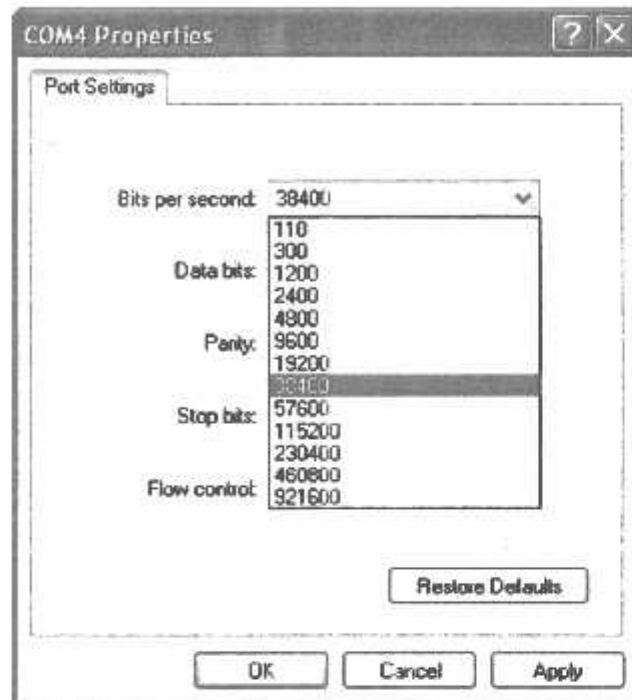 COM4 Properties
Port Settings
Bits per second: 38400
110
300
Data bits: 1200
2400
4800
Parity: 9600
19200
38400
Stop bits: 57600
115200
230400
Flow control: 460800
921600
Restore Defaults
OK Cancel Apply